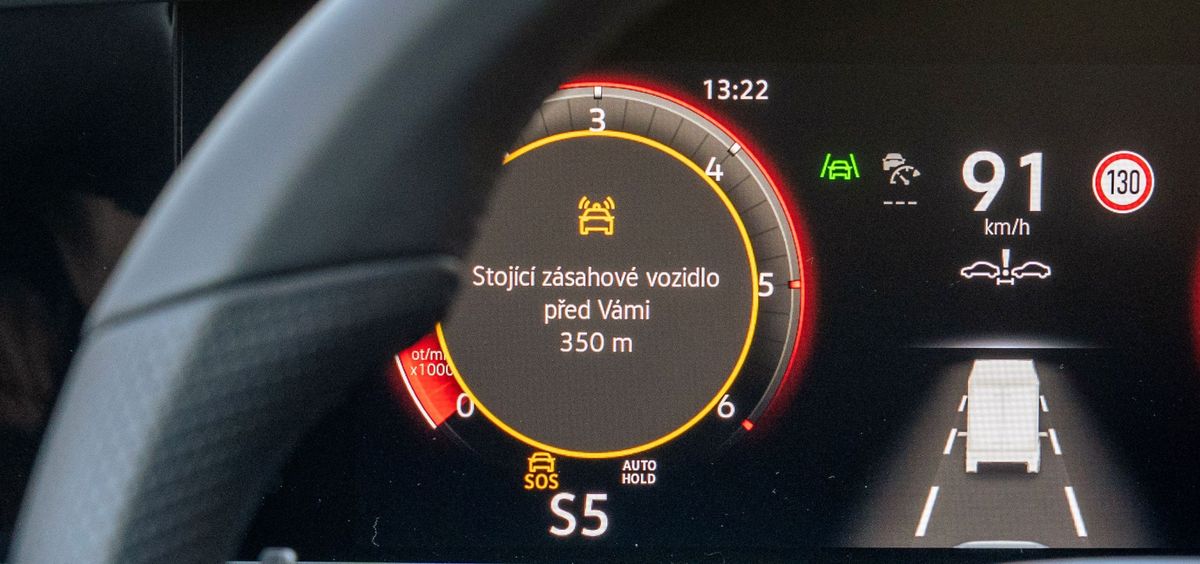 13:22
3
4
5
6
0
x1000
Stojící zásahové vozidlo
před Vámi
350 m
91
km/h
130
SOS
AUTO
HOLD
S5